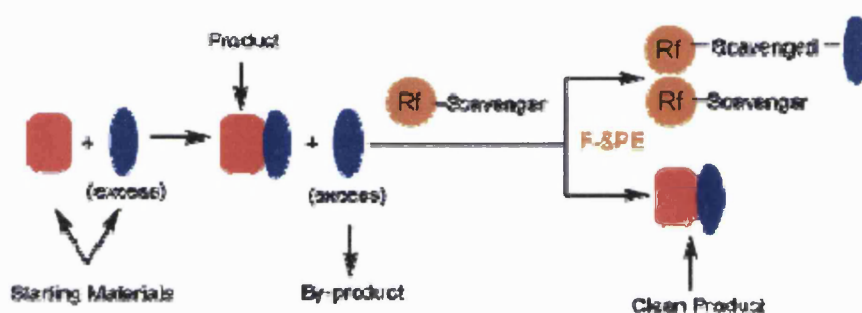 Product
Rf Scavenged
Rf Scavenger
Rf Scavenger
+ +
F-SPE
(excess) (excess)
Starting Materials
By-product
Clean Product